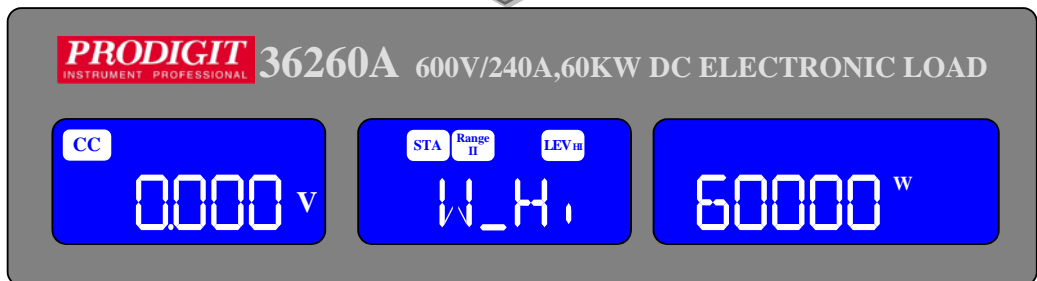 PRODIGIT
INSTRUMENT PROFESSIONAL
36260A 600V/240A,60KW DC ELECTRONIC LOAD
CC
0.000 V
STA Range II LEV HI
W_Hi
60000 W